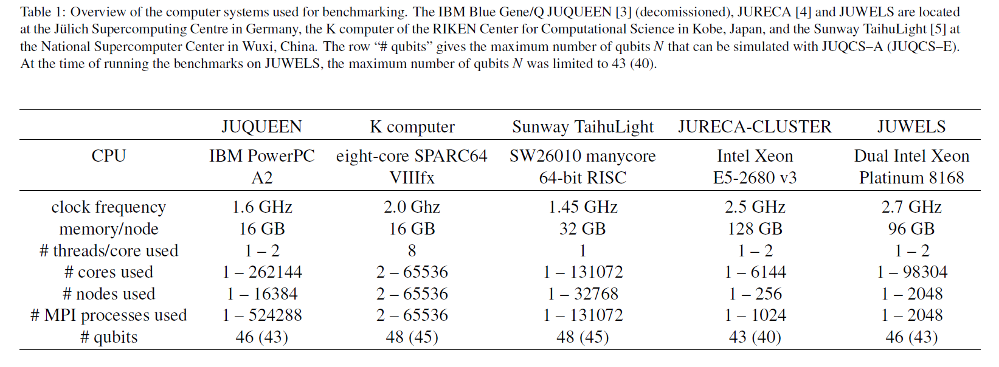 Table 1: Overview of the computer systems used for benchmarking. The IBM Blue Gene/Q JUQUEEN [3] (decomissioned), JURECA [4] and JUWELS are located
at the Jülich Supercomputing Centre in Germany, the K computer of the RIKEN Center for Computational Science in Kobe, Japan, and the Sunway TaihuLight [5] at
the National Supercomputer Center in Wuxi, China. The row “# qubits” gives the maximum number of qubits N that can be simulated with JUQCS–A (JUQCS–E).
At the time of running the benchmarks on JUWELS, the maximum number of qubits N was limited to 43 (40).
JUQUEEN K computer Sunway TaihuLight JURECA-CLUSTER JUWELS
CPU IBM PowerPC eight-core SPARC64 SW26010 manycore Intel Xeon Dual Intel Xeon
A2 VIIIfx 64-bit RISC E5-2680 v3 Platinum 8168
clock frequency 1.6 GHz 2.0 Ghz 1.45 GHz 2.5 GHz 2.7 GHz
memory/node 16 GB 16 GB 32 GB 128 GB 96 GB
# threads/core used 1 – 2 8 1 1 – 2 1 – 2
# cores used 1 – 262144 2 – 65536 1 – 131072 1 – 6144 1 – 98304
# nodes used 1 – 16384 2 – 65536 1 – 32768 1 – 256 1 – 2048
# MPI processes used 1 – 524288 2 – 65536 1 – 131072 1 – 1024 1 – 2048
# qubits 46 (43) 48 (45) 48 (45) 43 (40) 46 (43)